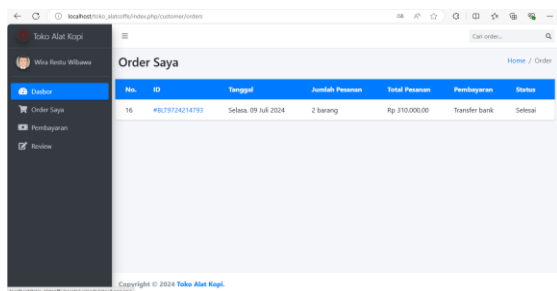 localhost/toko_alatcoffe/index.php/customer/orders
Toko Alat Kopi
Cari order...
Wira Restu Wibawa
Order Saya
Home / Order
Dasbor
Order Saya
Pembayaran
Review
No. ID Tanggal Jumlah Pesanan Total Pesanan Pembayaran Status
16 #BLT9724214793 Selasa, 09 Juli 2024 2 barang Rp 310.000,00 Transfer bank Selesai
Copyright © 2024 Toko Alat Kopi.